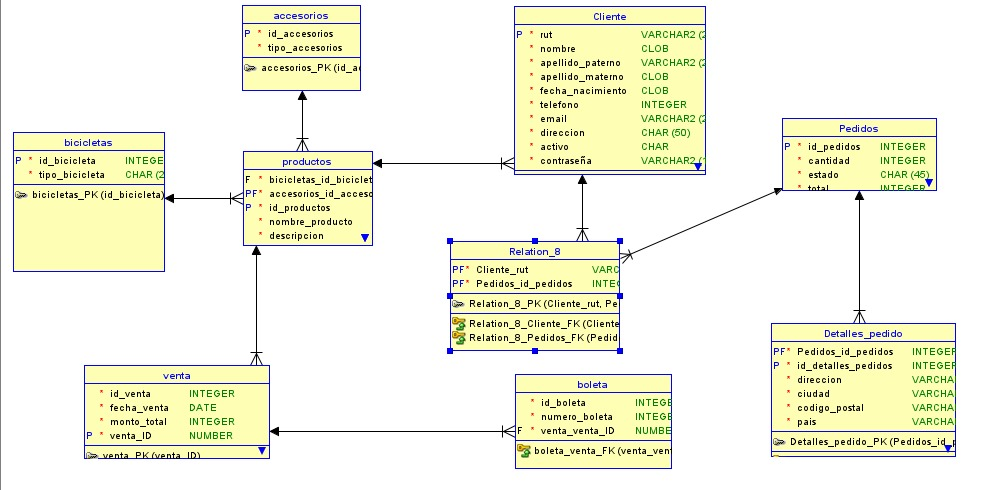 accesorios
P * id_accesorios
* tipo_accesorios
accesorios_PK (id_ac
Cliente
P * rut VARCHAR2 (2
* nombre CLOB
* apellido_paterno VARCHAR2 (2
* apellido_materno CLOB
* fecha_nacimiento CLOB
* telefono INTEGER
* email VARCHAR2 (2
* direccion CHAR (50)
* activo CHAR
* contraseña VARCHAR2 (
bicicletas
P * id_bicicleta INTEGE
* tipo_bicicleta CHAR (2
bicicletas_PK (id_bicicleta)
productos
F * bicicletas_id_biciclet
PF* accesorios_id_acceso
P * id_productos
* nombre_producto
* descripcion
Pedidos
P * id_pedidos INTEGER
* cantidad INTEGER
* estado CHAR (45)
* total INTEGER
Relation_8
PF* Cliente_rut VARC
PF* Pedidos_id_pedidos INTEG
Relation_8_PK (Cliente_rut, Pe
Relation_8_Cliente_FK (Cliente
Relation_8_Pedidos_FK (Pedid
Detalles_pedido
PF* Pedidos_id_pedidos INTEGER
P * id_detalles_pedidos INTEGER
* direccion VARCHA
* ciudad VARCHA
* codigo_postal VARCHA
* pais VARCHA
Detalles_pedido_PK (Pedidos_id_p
venta
* id_venta INTEGER
* fecha_venta DATE
* monto_total INTEGER
P * venta_ID NUMBER
venta_PK (venta_ID)
boleta
* id_boleta INTEGE
* numero_boleta INTEGE
F * venta_venta_ID NUMBE
boleta_venta_FK (venta_ven